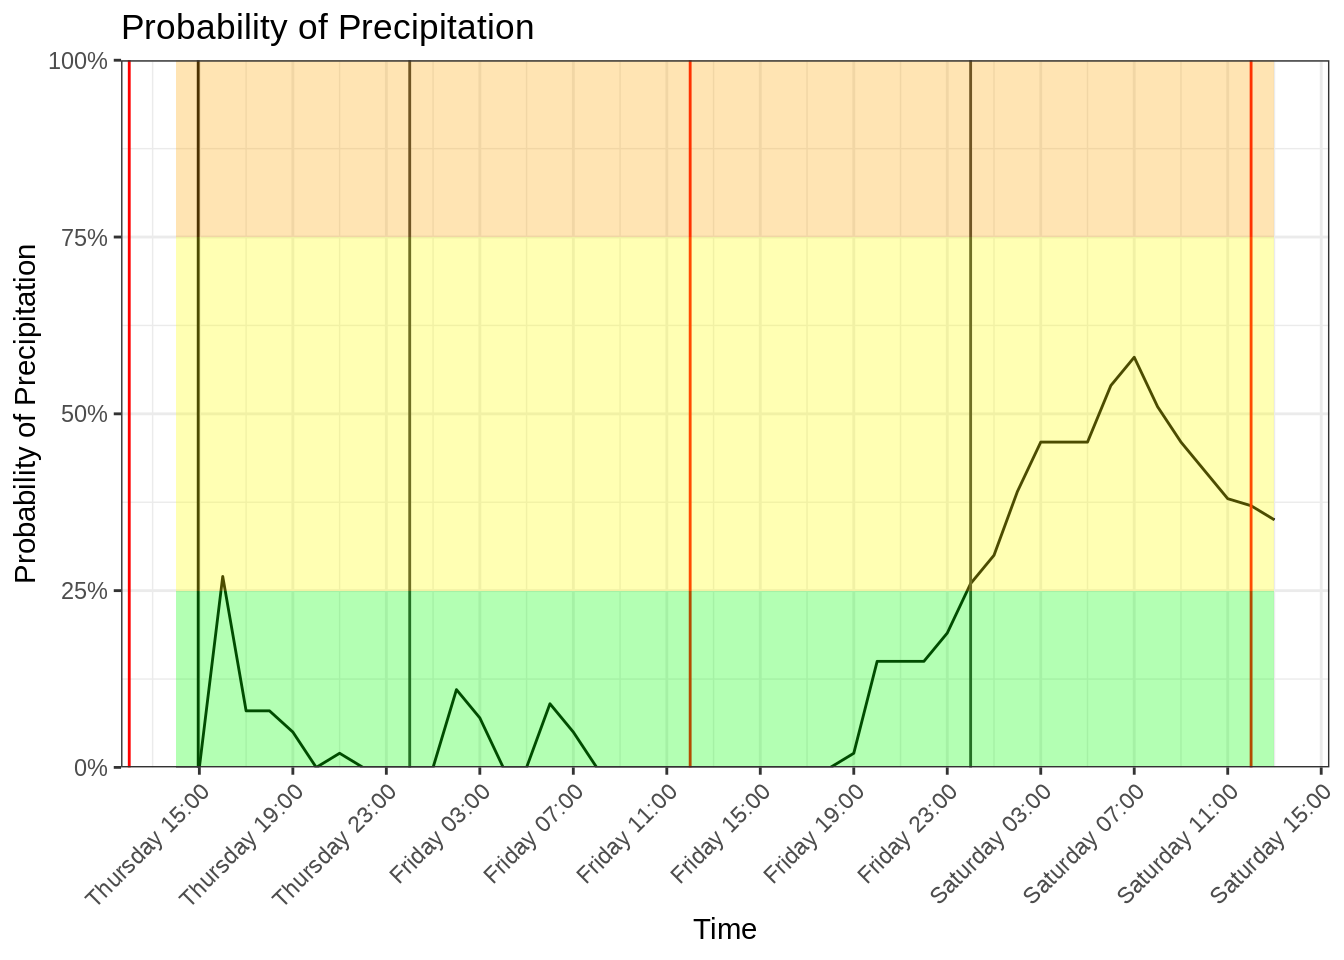 Probability of Precipitation
Probability of Precipitation
100%
75%
50%
25%
0%
Thursday 15:00
Thursday 19:00
Thursday 23:00
Friday 03:00
Friday 07:00
Friday 11:00
Friday 15:00
Friday 19:00
Friday 23:00
Saturday 03:00
Saturday 07:00
Saturday 11:00
Saturday 15:00
Time